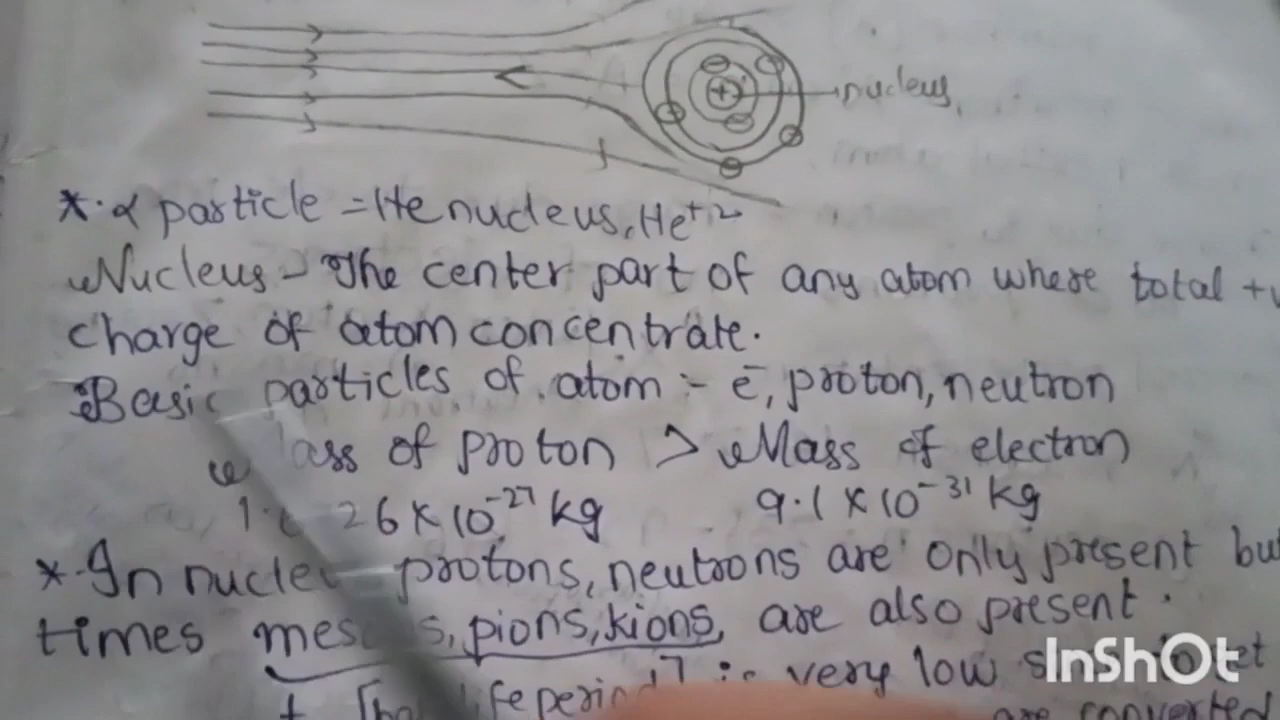 nucleus,
*. α particle = He nucleus, He⁺²
Nucleus - The center part of any atom where total
charge of atom concentrate.
Basic particles of atom :- e̅, proton, neutron
of proton > Mass of electron
26 × 10⁻²⁷ kg 9.1 × 10⁻³¹ kg
*. In protons, neutrons are only present
times pions, kions, are also present.
very low
are converted
InShOt